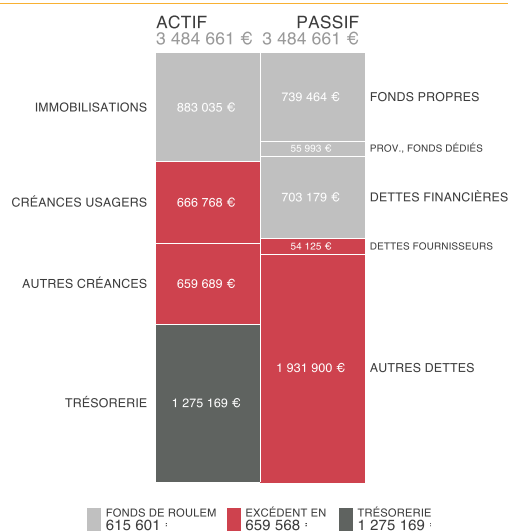 ACTIF PASSIF
3 484 661 € 3 484 661 €
IMMOBILISATIONS 883 035 € 739 464 € FONDS PROPRES
55 993 € PROV., FONDS DÉDIÉS
CRÉANCES USAGERS 666 768 € 703 179 € DETTES FINANCIÈRES
54 125 € DETTES FOURNISSEURS
AUTRES CRÉANCES 659 689 €
1 931 900 € AUTRES DETTES
TRÉSORERIE 1 275 169 €
FONDS DE ROULEM EXCÉDENT EN TRÉSORERIE
615 601 659 568 1 275 169